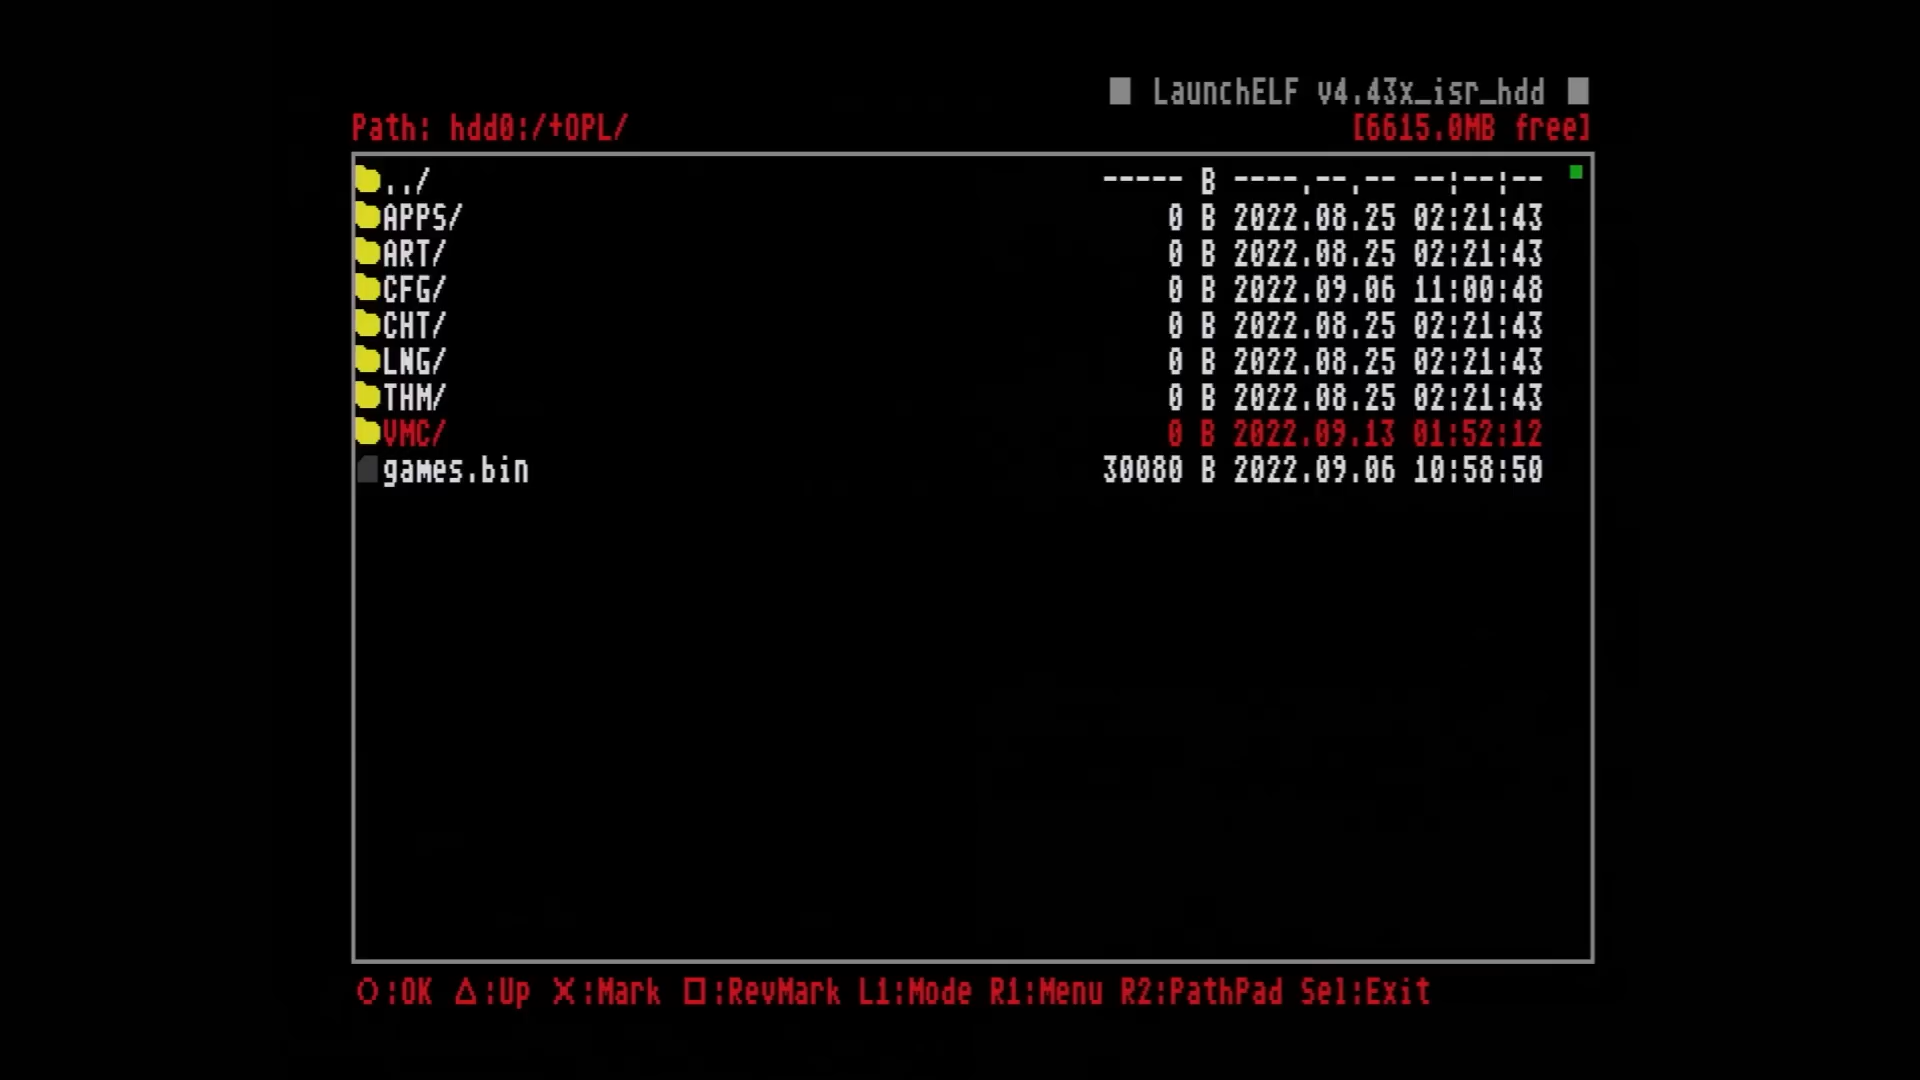 LaunchELF v4.43x_isr_hdd
Path: hdd0:/+OPL/ [6615.0MB free]
../ ----- B ----.--.-- --:--:--
APPS/ 0 B 2022.08.25 02:21:43
ART/ 0 B 2022.08.25 02:21:43
CFG/ 0 B 2022.09.06 11:00:48
CHT/ 0 B 2022.08.25 02:21:43
LNG/ 0 B 2022.08.25 02:21:43
THM/ 0 B 2022.08.25 02:21:43
VMC/ 0 B 2022.09.13 01:52:12
games.bin 30080 B 2022.09.06 10:58:50
○:OK △:Up ×:Mark □:RevMark L1:Mode R1:Menu R2:PathPad Sel:Exit